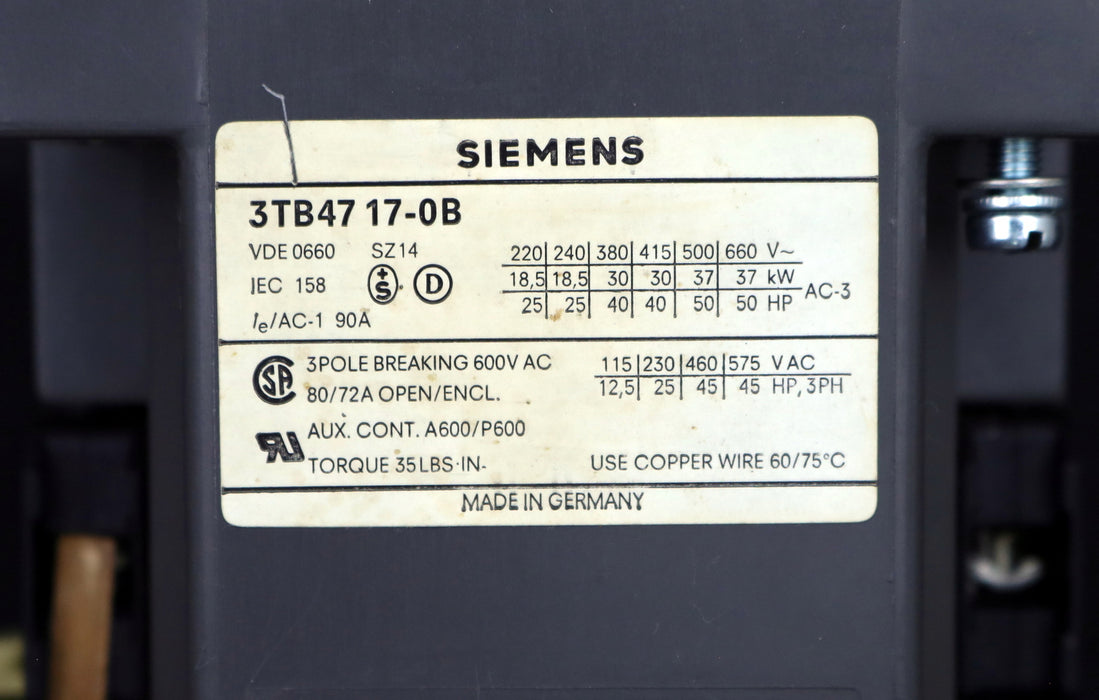 SIEMENS
3TB47 17-0B
VDE 0660 SZ14
IEC 158 +S D
Ie/AC-1 90A
220 240 380 415 500 660 V~
18,5 18,5 30 30 37 37 kW
25 25 40 40 50 50 HP
AC-3
SA 3POLE BREAKING 600V AC
80/72A OPEN/ENCL.
115 230 460 575 V AC
12,5 25 45 45 HP, 3PH
RU AUX. CONT. A600/P600
TORQUE 35LBS·IN-
USE COPPER WIRE 60/75°C
MADE IN GERMANY